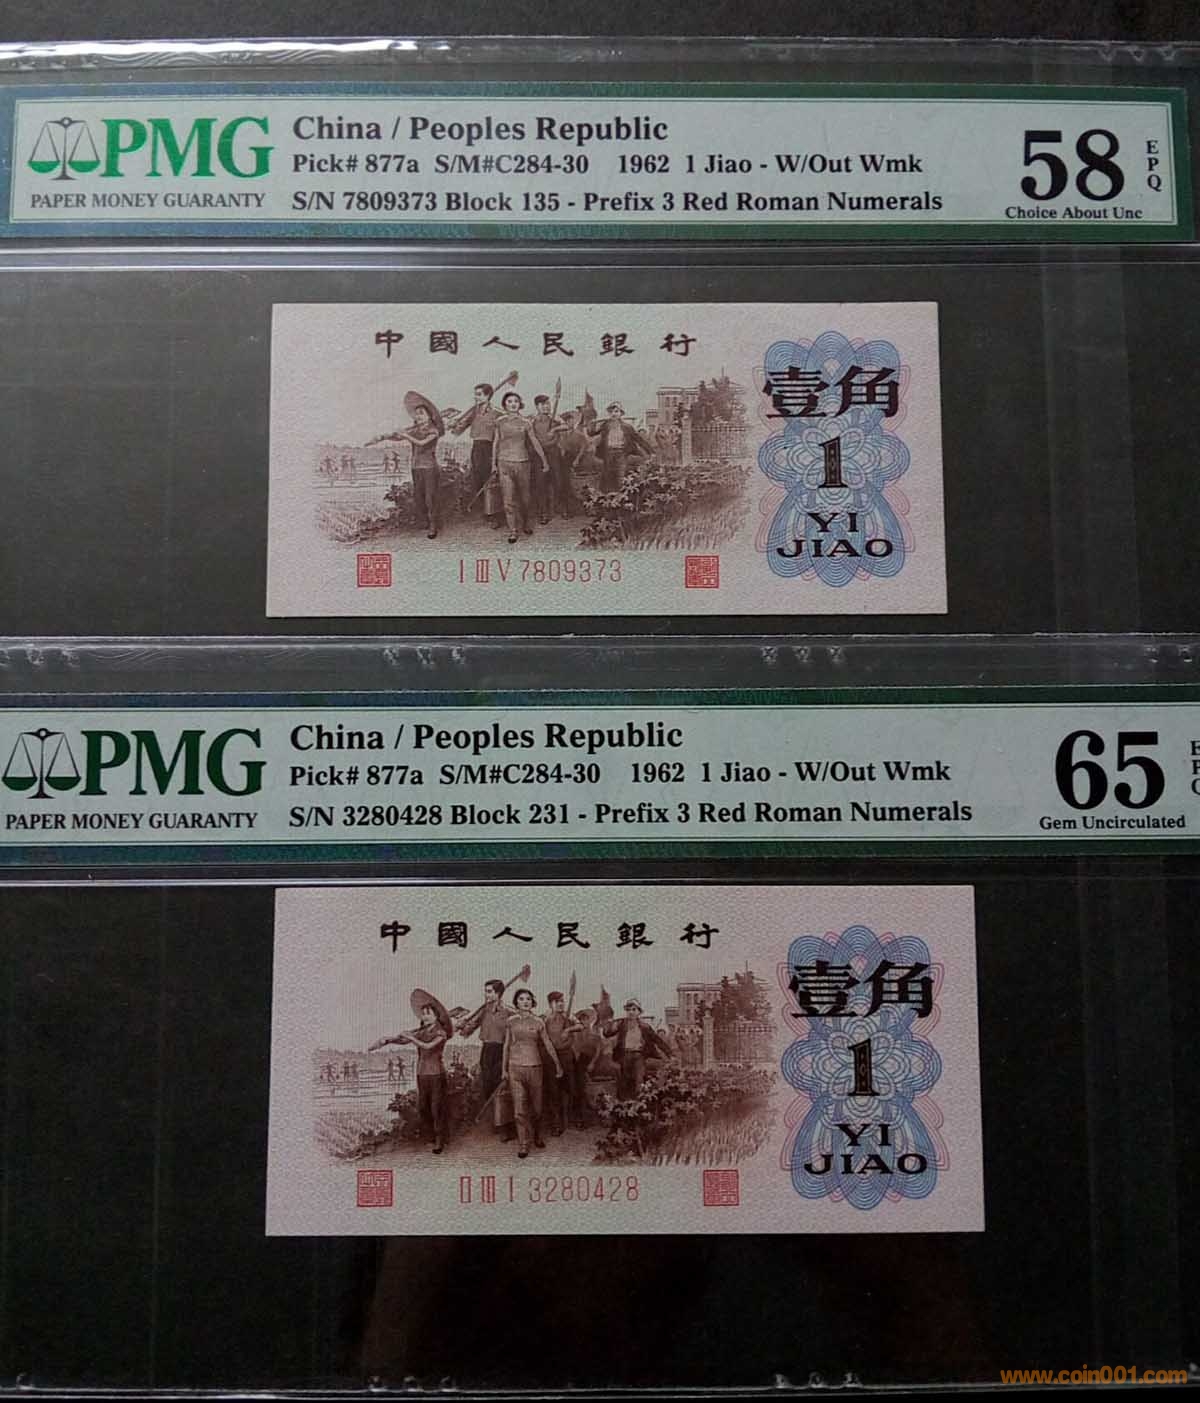 PMG
PAPER MONEY GUARANTY
China / Peoples Republic
Pick# 877a S/M#C284-30 1962 1 Jiao - W/Out Wmk
S/N 7809373 Block 135 - Prefix 3 Red Roman Numerals
58
EPQ
Choice About Unc
中國人民銀行
壹角
1
YI
JIAO
I III V 7809373
PMG
PAPER MONEY GUARANTY
China / Peoples Republic
Pick# 877a S/M#C284-30 1962 1 Jiao - W/Out Wmk
S/N 3280428 Block 231 - Prefix 3 Red Roman Numerals
65
EPQ
Gem Uncirculated
中國人民銀行
壹角
1
YI
JIAO
II III I 3280428
www.coin001.com